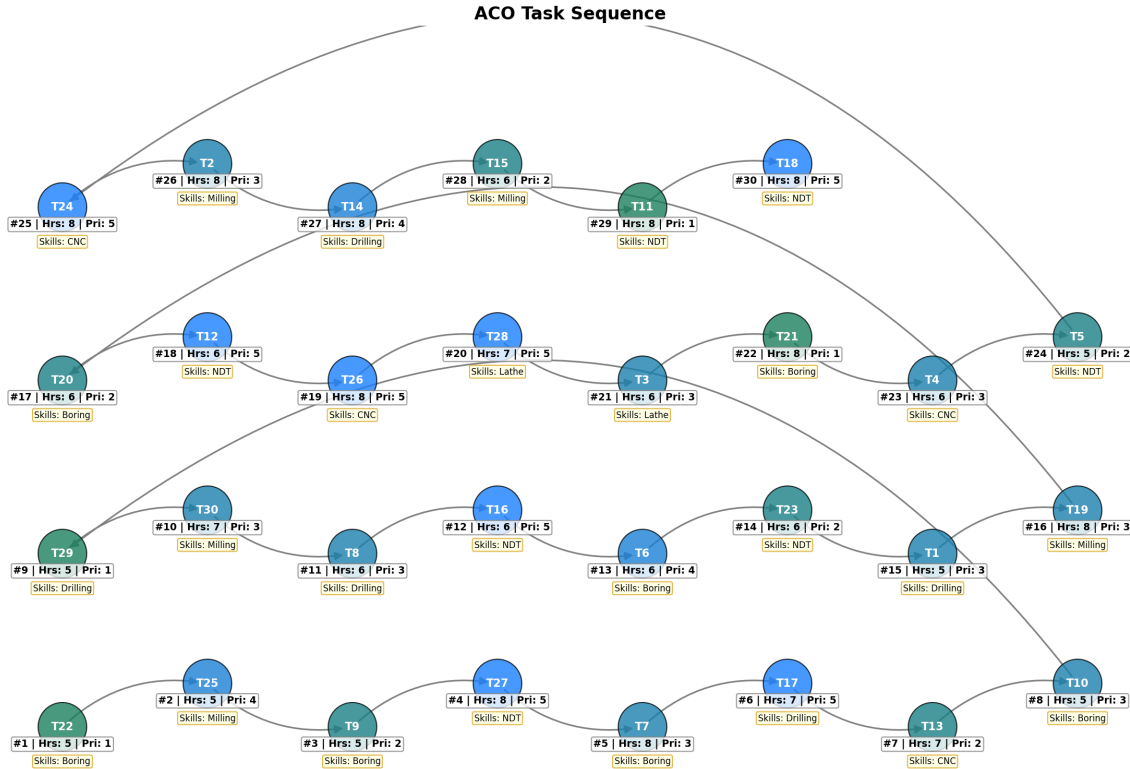 ACO Task Sequence
T2
#26 | Hrs: 8 | Pri: 3
Skills: Milling
T15
#28 | Hrs: 6 | Pri: 2
Skills: Milling
T18
#30 | Hrs: 8 | Pri: 5
Skills: NDT
T24
#25 | Hrs: 8 | Pri: 5
Skills: CNC
T14
#27 | Hrs: 8 | Pri: 4
Skills: Drilling
T11
#29 | Hrs: 8 | Pri: 1
Skills: NDT
T12
#18 | Hrs: 6 | Pri: 5
Skills: NDT
T28
#20 | Hrs: 7 | Pri: 5
Skills: Lathe
T21
#22 | Hrs: 8 | Pri: 1
Skills: Boring
T5
#24 | Hrs: 5 | Pri: 2
Skills: NDT
T20
#17 | Hrs: 6 | Pri: 2
Skills: Boring
T26
#19 | Hrs: 8 | Pri: 5
Skills: CNC
T3
#21 | Hrs: 6 | Pri: 3
Skills: Lathe
T4
#23 | Hrs: 6 | Pri: 3
Skills: CNC
T30
#10 | Hrs: 7 | Pri: 3
Skills: Milling
T16
#12 | Hrs: 6 | Pri: 5
Skills: NDT
T23
#14 | Hrs: 6 | Pri: 2
Skills: NDT
T19
#16 | Hrs: 8 | Pri: 3
Skills: Milling
T29
#9 | Hrs: 5 | Pri: 1
Skills: Drilling
T8
#11 | Hrs: 6 | Pri: 3
Skills: Drilling
T6
#13 | Hrs: 6 | Pri: 4
Skills: Boring
T1
#15 | Hrs: 5 | Pri: 3
Skills: Drilling
T25
#2 | Hrs: 5 | Pri: 4
Skills: Milling
T27
#4 | Hrs: 8 | Pri: 5
Skills: NDT
T17
#6 | Hrs: 7 | Pri: 5
Skills: Drilling
T10
#8 | Hrs: 5 | Pri: 3
Skills: Boring
T22
#1 | Hrs: 5 | Pri: 1
Skills: Boring
T9
#3 | Hrs: 5 | Pri: 2
Skills: Boring
T7
#5 | Hrs: 8 | Pri: 3
Skills: Boring
T13
#7 | Hrs: 7 | Pri: 2
Skills: CNC